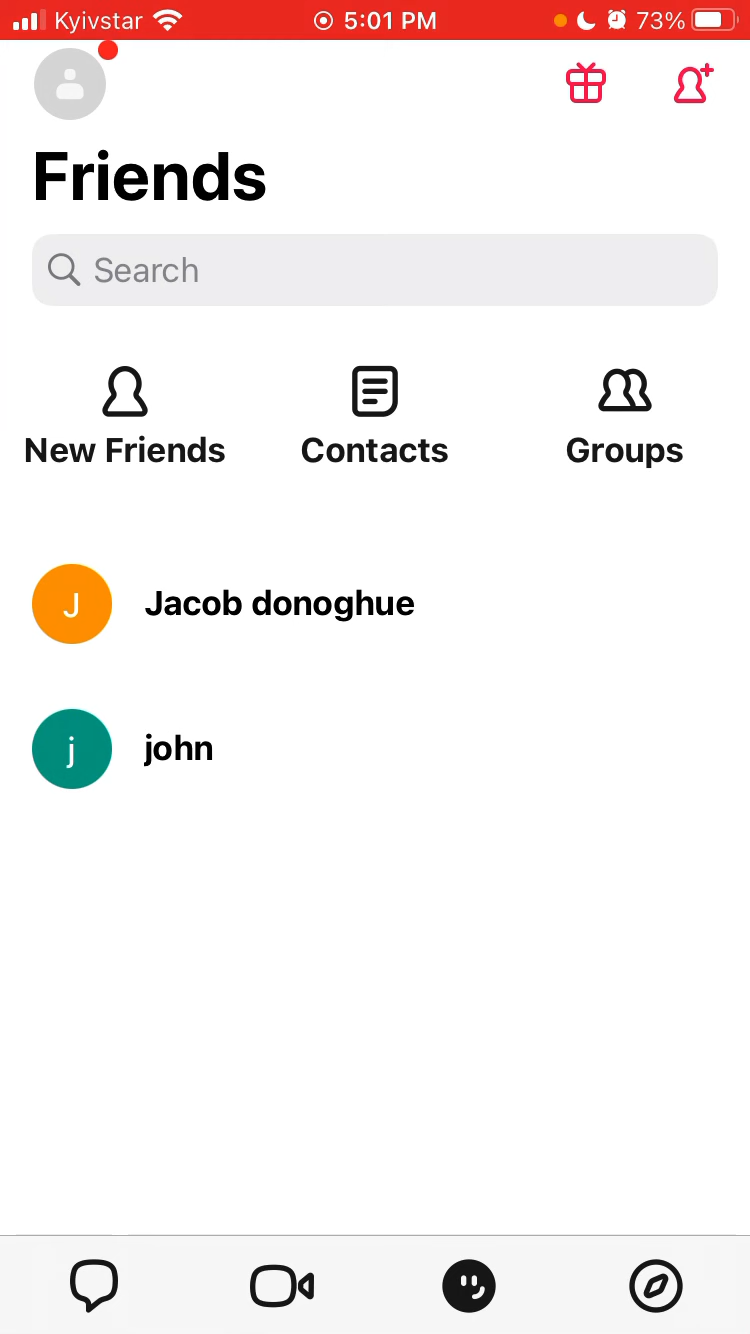 Kyivstar 5:01 PM 73%
Friends
Search
New Friends Contacts Groups
J Jacob donoghue
j john